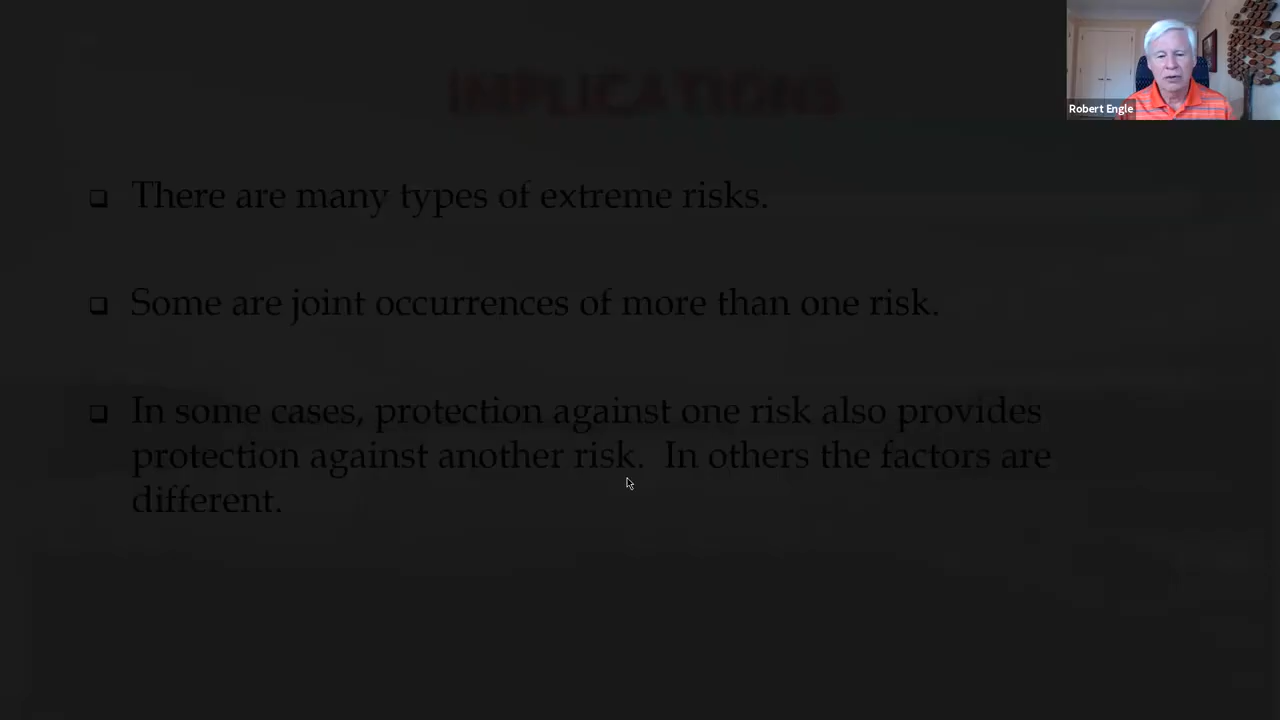 IMPLICATIONS
Robert Engle
There are many types of extreme risks.
Some are joint occurrences of more than one risk.
In some cases, protection against one risk also provides
protection against another risk. In others the factors are
different.